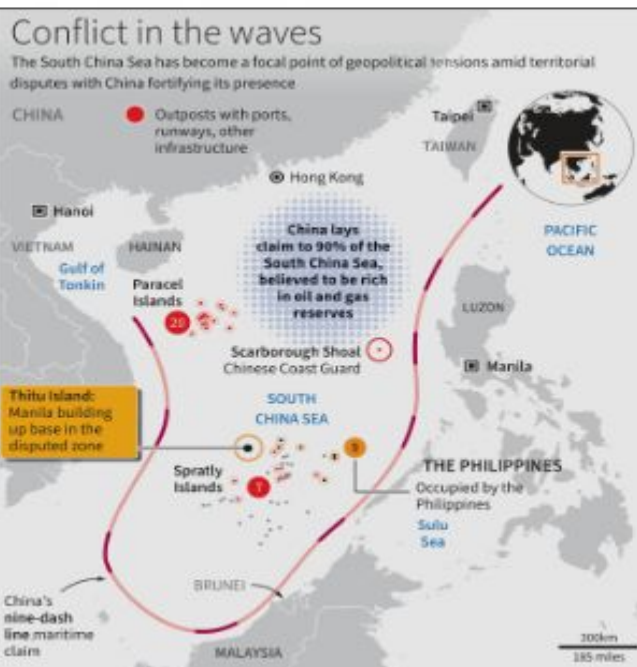 Conflict in the waves
The South China Sea has become a focal point of geopolitical tensions amid territorial
disputes with China fortifying its presence
CHINA
Outposts with ports,
runways, other
infrastructure
Taipei
TAIWAN
Hong Kong
Hanoi
VIETNAM
HAINAN
Gulf of
Tonkin
Paracel
Islands
20
China lays
claim to 90% of the
South China Sea,
believed to be rich
in oil and gas
reserves
PACIFIC
OCEAN
LUZON
Scarborough Shoal
Chinese Coast Guard
Manila
Thitu Island:
Manila building
up base in the
disputed zone
SOUTH
CHINA SEA
9
Spratly
Islands
7
THE PHILIPPINES
Occupied by the
Philippines
Sulu
Sea
BRUNEI
China's
nine-dash
line maritime
claim
MALAYSIA
300km
185 miles